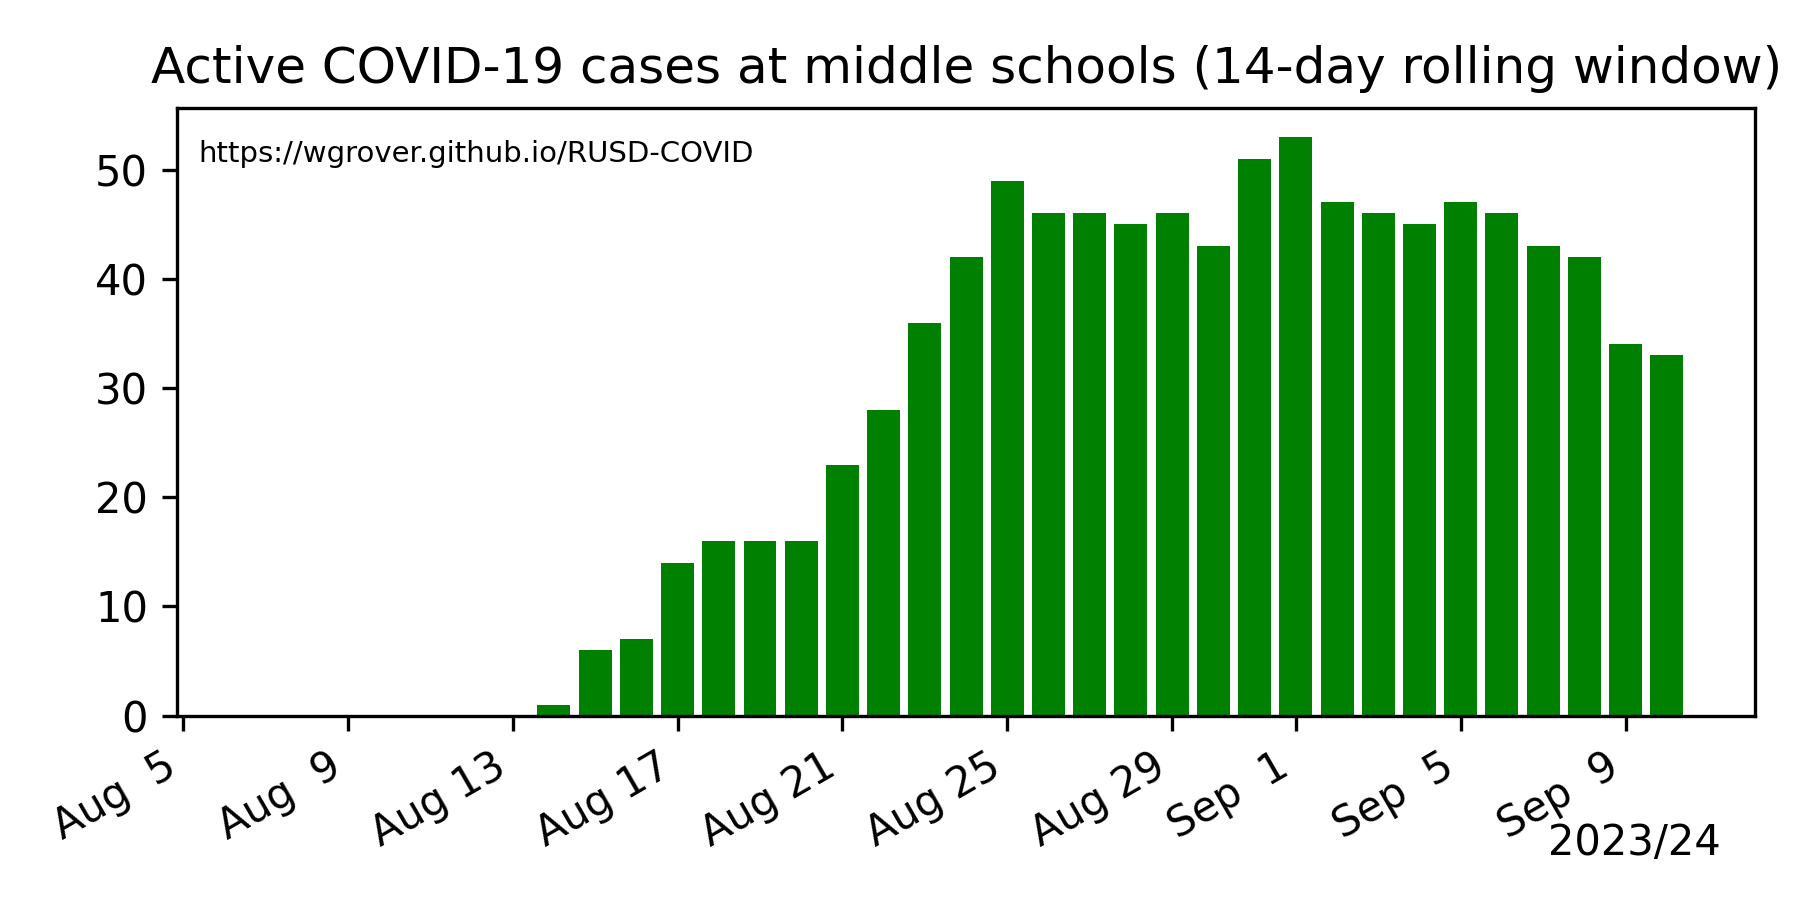 Active COVID-19 cases at middle schools (14-day rolling window)
https://wgrover.github.io/RUSD-COVID
50
40
30
20
10
0
Aug 5
Aug 9
Aug 13
Aug 17
Aug 21
Aug 25
Aug 29
Sep 1
Sep 5
Sep 9
2023/24